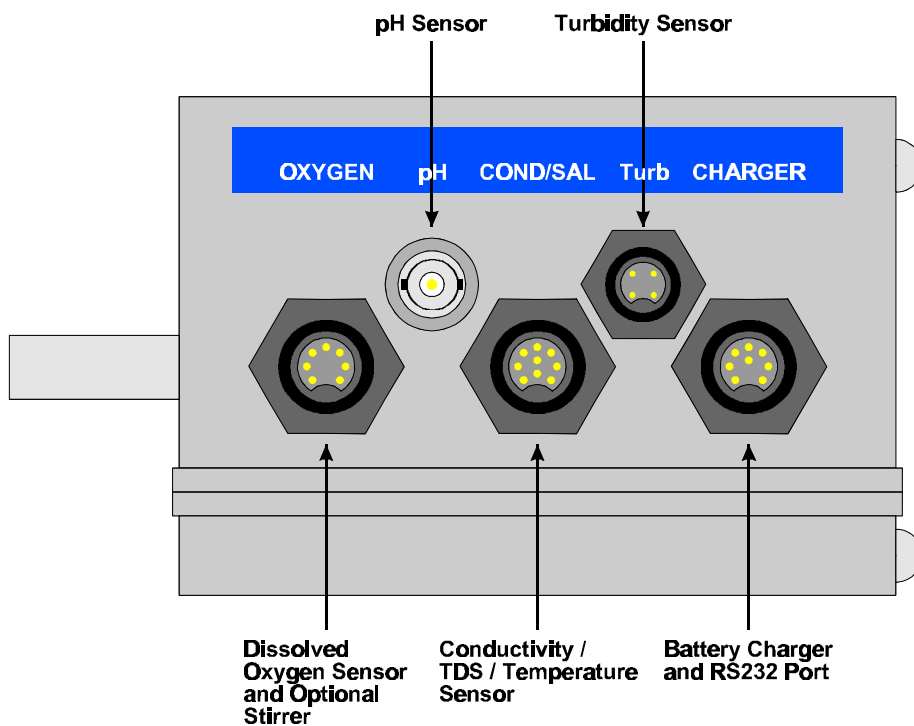 pH Sensor
Turbidity Sensor
OXYGEN pH COND/SAL Turb CHARGER
Dissolved
Oxygen Sensor
and Optional
Stirrer
Conductivity /
TDS / Temperature
Sensor
Battery Charger
and RS232 Port